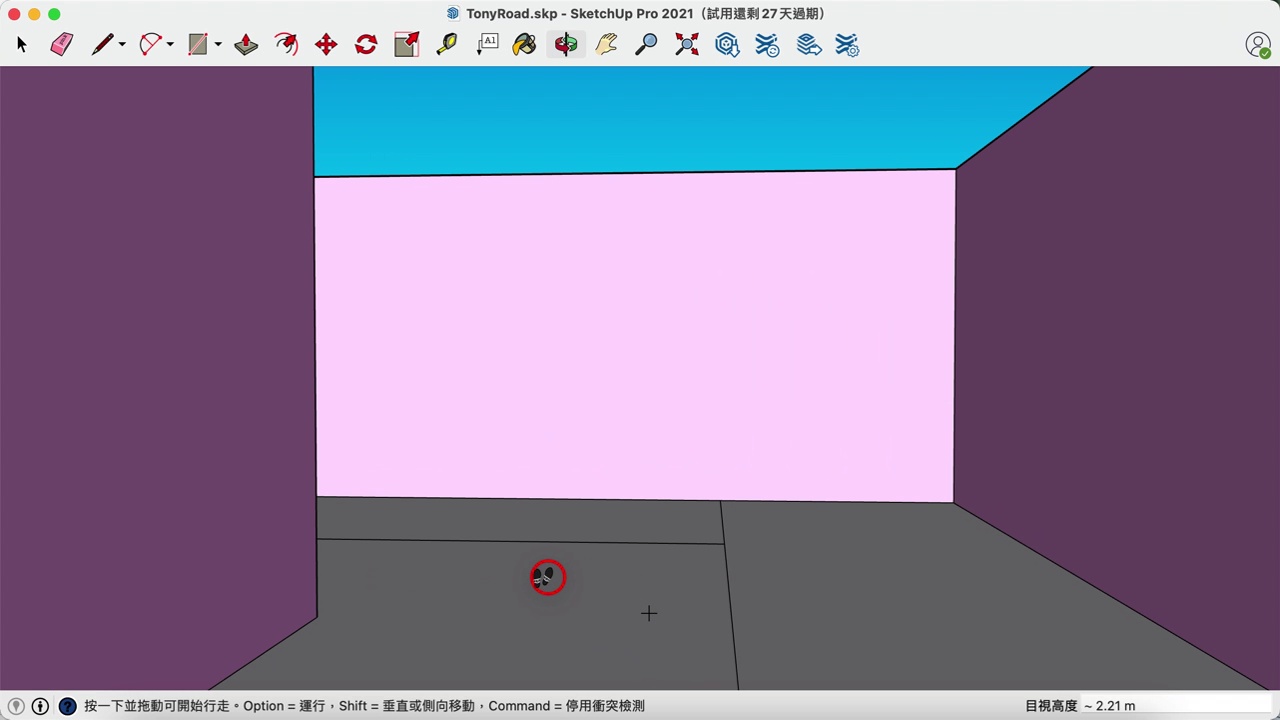 TonyRoad.skp - SketchUp Pro 2021（試用還剩 27 天過期）
A1
按一下並拖動可開始行走。Option = 運行，Shift = 垂直或側向移動，Command = 停用衝突檢測
目視高度 ~ 2.21 m